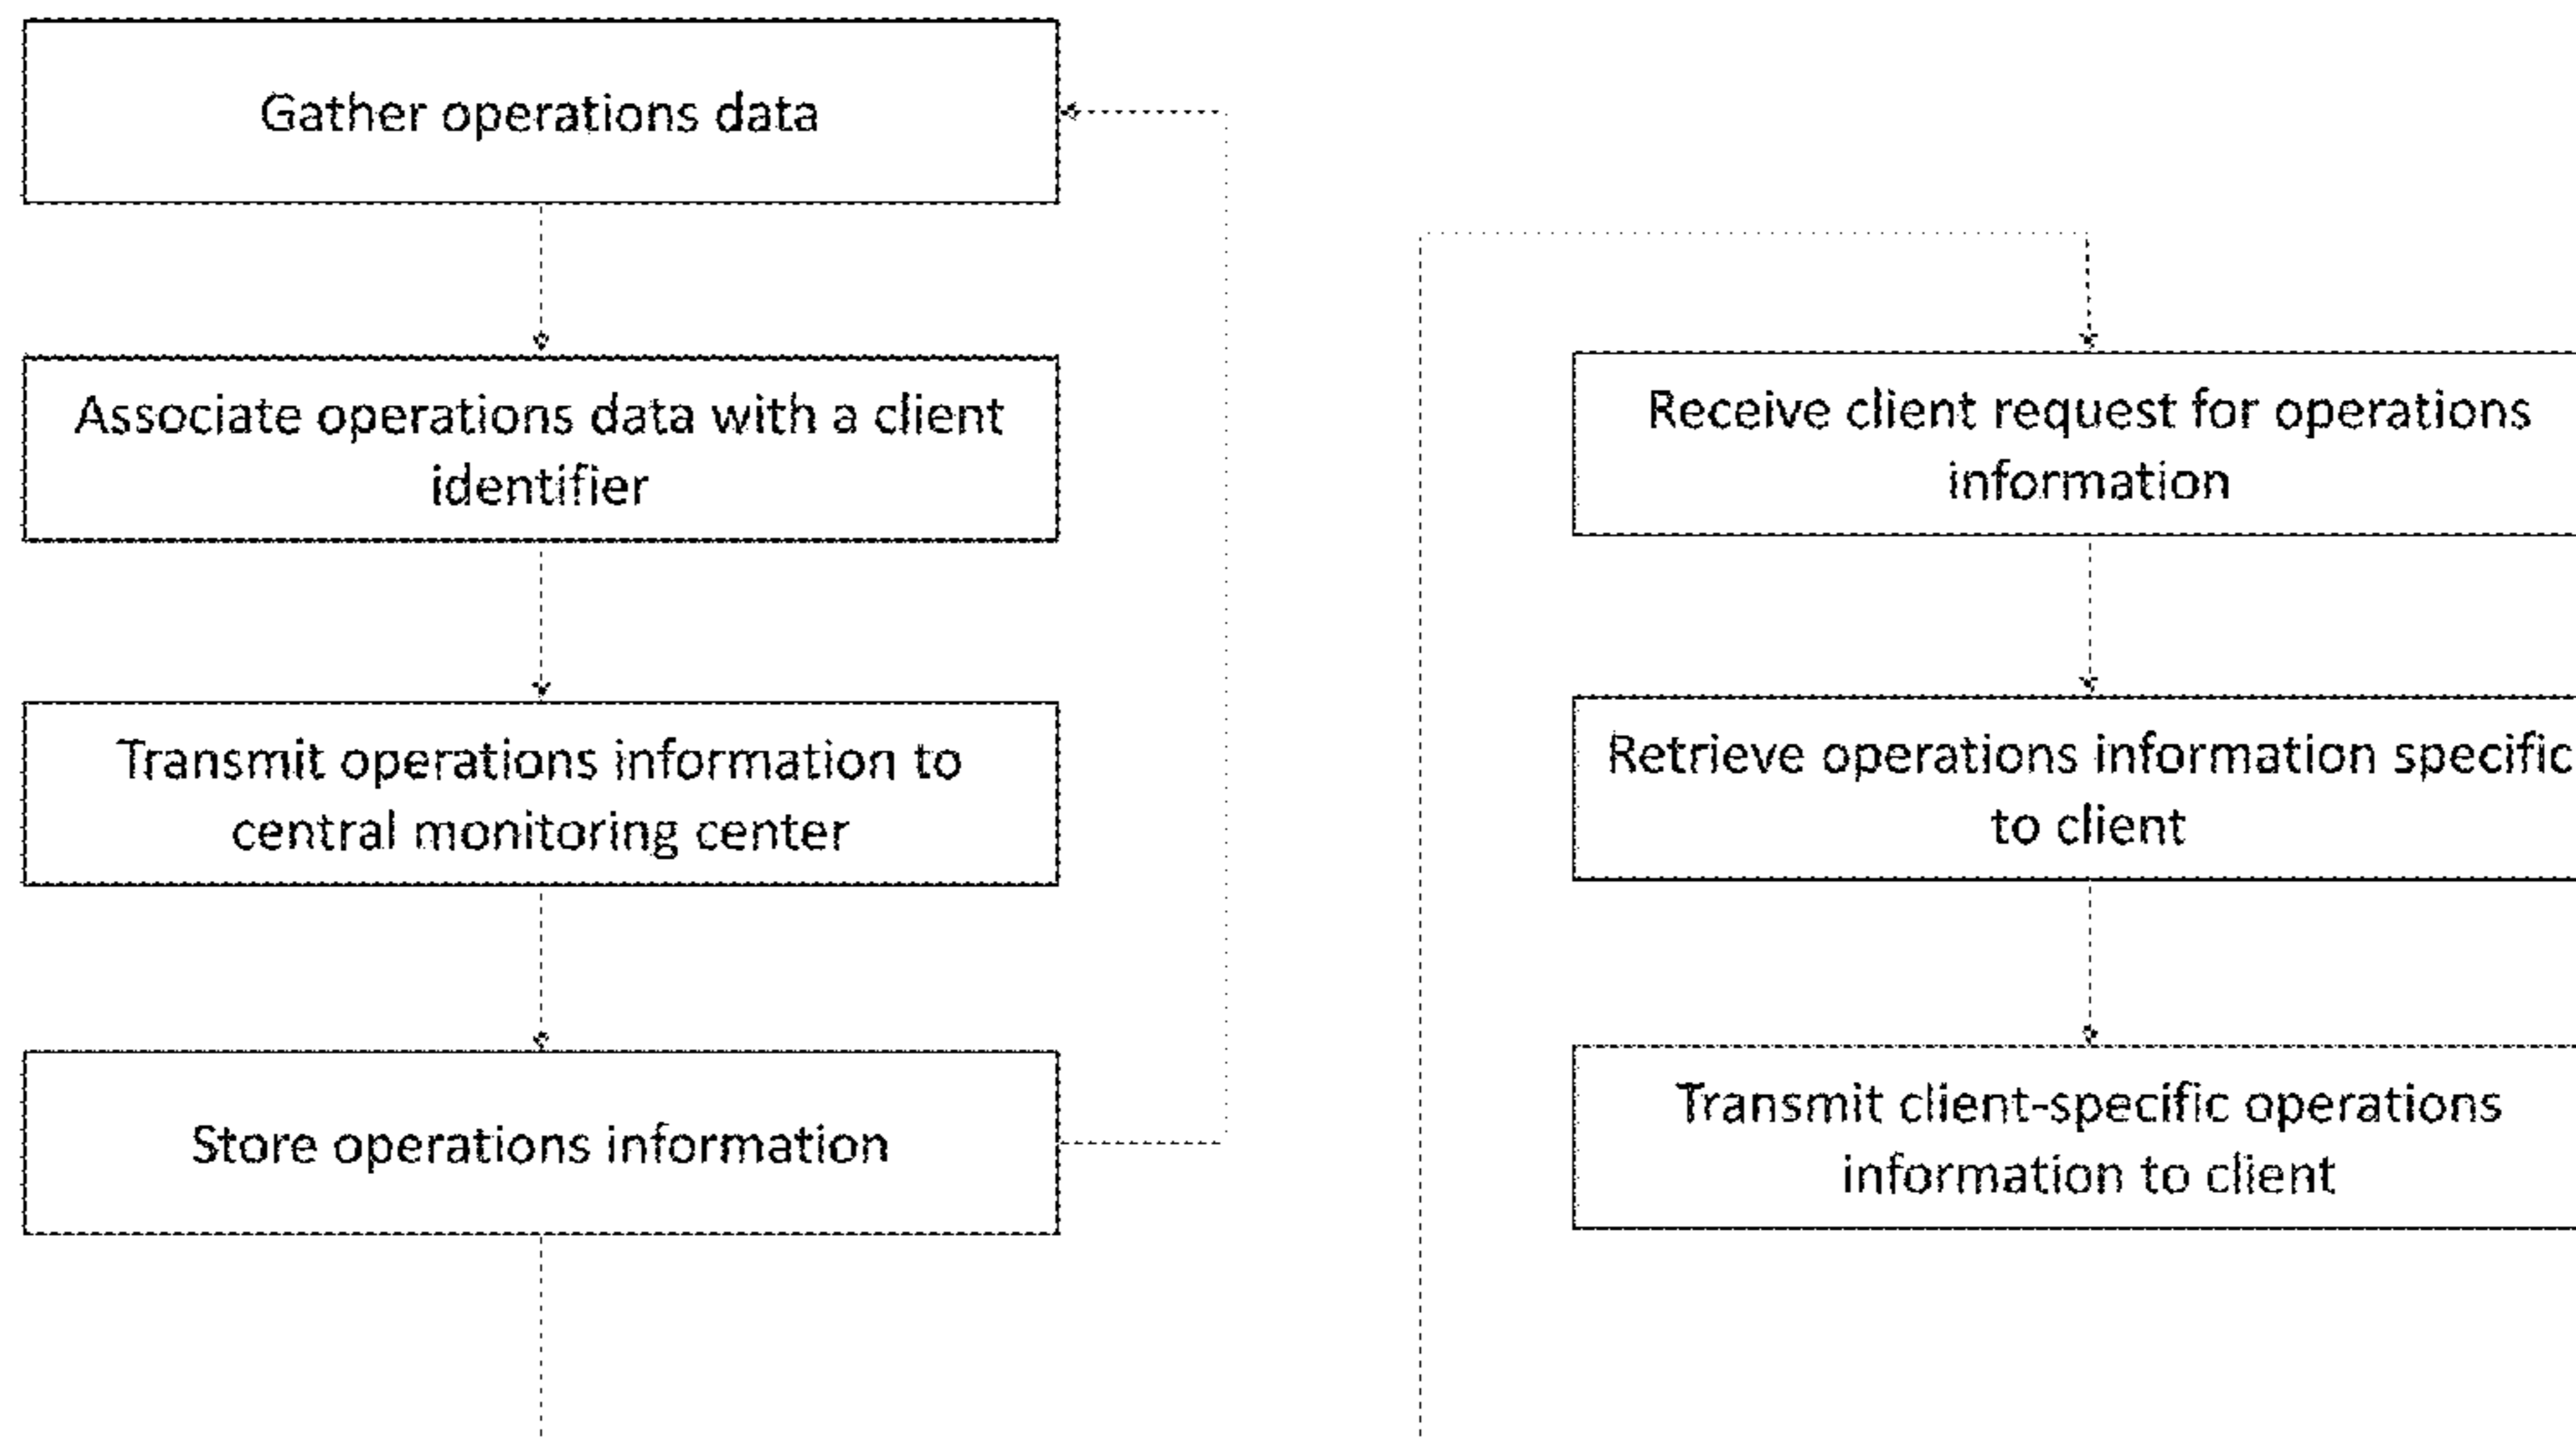 Gather operations data
Associate operations data with a client
identifier
Transmit operations information to
central monitoring center
Store operations information
Receive client request for operations
information
Retrieve operations information specific
to client
Transmit client-specific operations
information to client